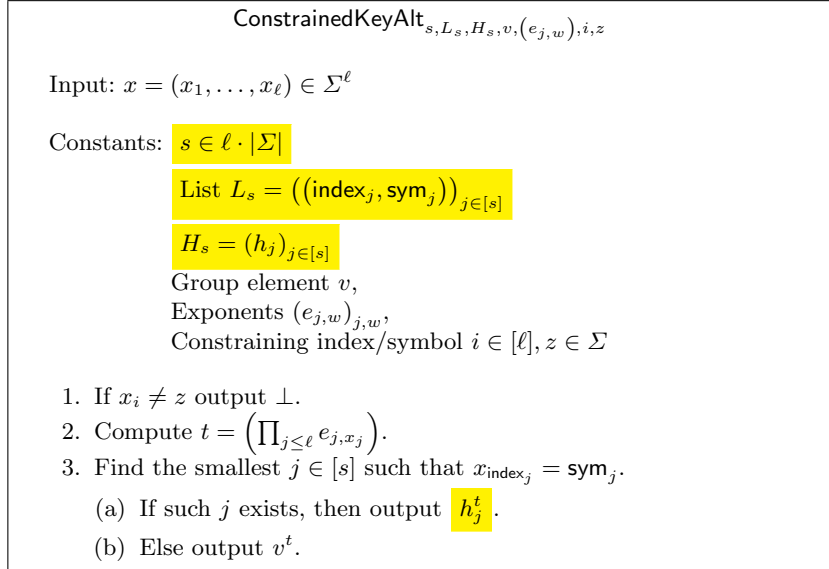 ConstrainedKeyAlt_{s,L_s,H_s,v,(e_{j,w}),i,z}
Input: x = (x_1, …, x_ℓ) ∈ Σ^ℓ
Constants: s ∈ ℓ · |Σ|
List L_s = ((index_j, sym_j))_{j∈[s]}
H_s = (h_j)_{j∈[s]}
Group element v,
Exponents (e_{j,w})_{j,w},
Constraining index/symbol i ∈ [ℓ], z ∈ Σ
1. If x_i ≠ z output ⊥.
2. Compute t = (∏_{j≤ℓ} e_{j,x_j}).
3. Find the smallest j ∈ [s] such that x_{index_j} = sym_j.
(a) If such j exists, then output h_j^t.
(b) Else output v^t.